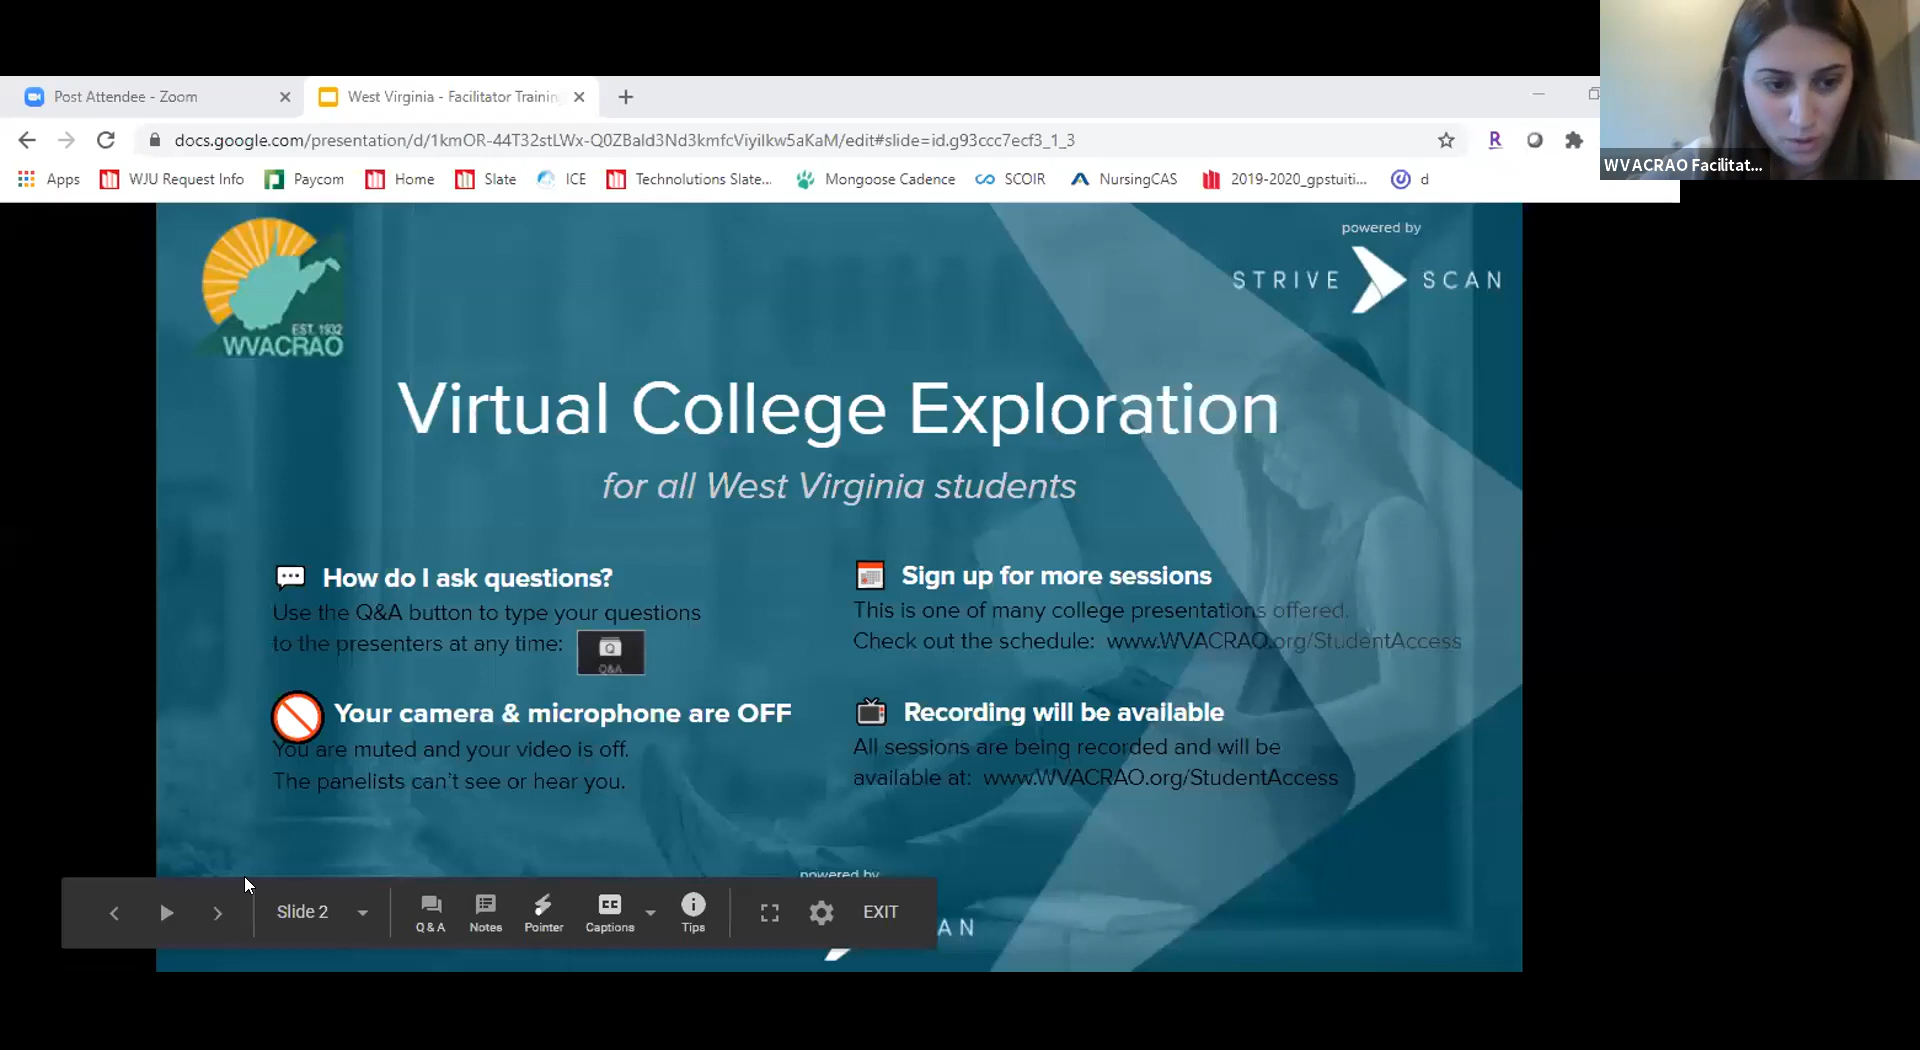 Post Attendee - Zoom
West Virginia - Facilitator Training
docs.google.com/presentation/d/1kmOR-44T32stLWx-Q0ZBald3Nd3kmfcViyiIkw5aKaM/edit#slide=id.g93ccc7ecf3_1_3
R
WVACRAO Facilitat...
Apps WJU Request Info Paycom Home Slate ICE Technolutions Slate... Mongoose Cadence SCOIR NursingCAS 2019-2020_gpstuiti... d
powered by
STRIVE SCAN
EST. 1932
WVACRAO
Virtual College Exploration
for all West Virginia students
How do I ask questions?
Use the Q&A button to type your questions
to the presenters at any time:
Q&A
Sign up for more sessions
This is one of many college presentations offered.
Check out the schedule: www.WVACRAO.org/StudentAccess
Your camera & microphone are OFF
You are muted and your video is off.
The panelists can't see or hear you.
Recording will be available
All sessions are being recorded and will be
available at: www.WVACRAO.org/StudentAccess
powered by
AN
Slide 2
Q & A Notes Pointer Captions Tips EXIT